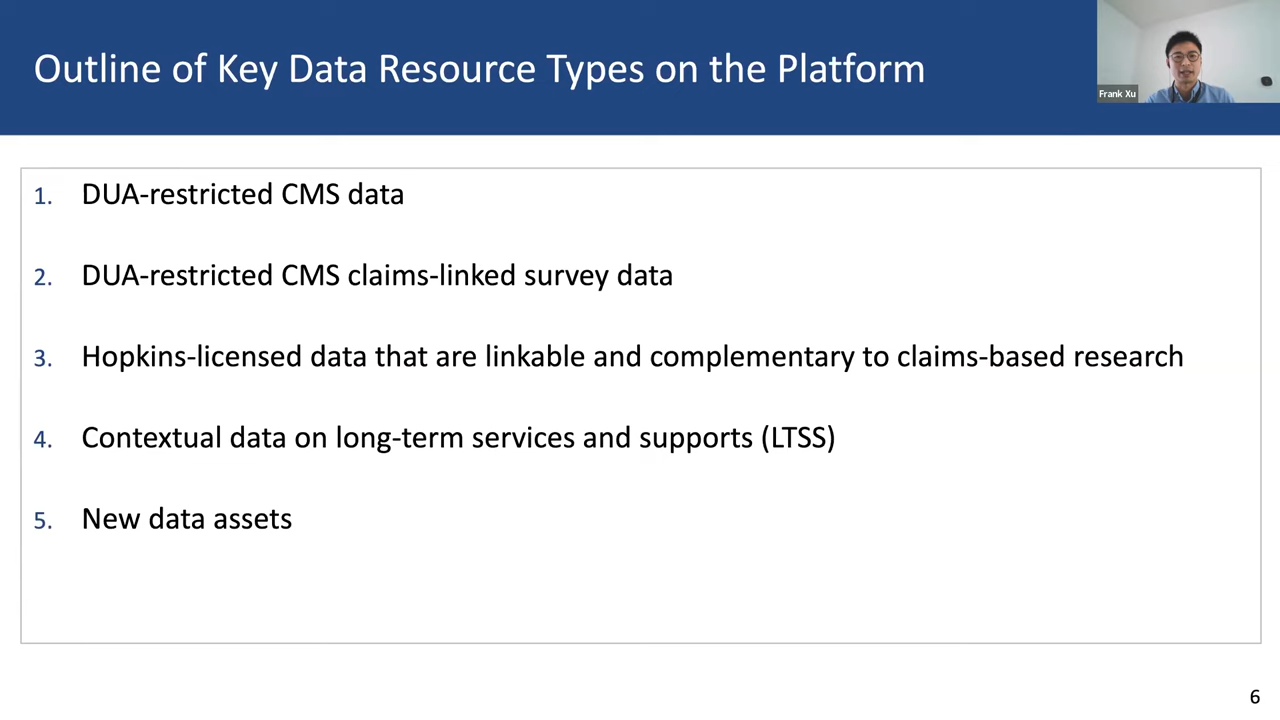 Outline of Key Data Resource Types on the Platform
Frank Xu
1. DUA-restricted CMS data
2. DUA-restricted CMS claims-linked survey data
3. Hopkins-licensed data that are linkable and complementary to claims-based research
4. Contextual data on long-term services and supports (LTSS)
5. New data assets
6